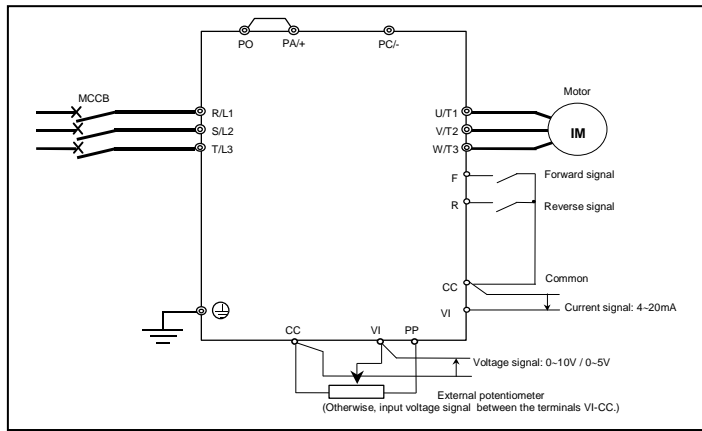 PO PA/+ PC/-
MCCB
Motor
R/L1
S/L2
T/L3
U/T1
V/T2
W/T3
IM
F
Forward signal
R
Reverse signal
CC
Common
VI
Current signal: 4~20mA
CC VI PP
Voltage signal: 0~10V / 0~5V
External potentiometer
(Otherwise, input voltage signal between the terminals VI-CC.)